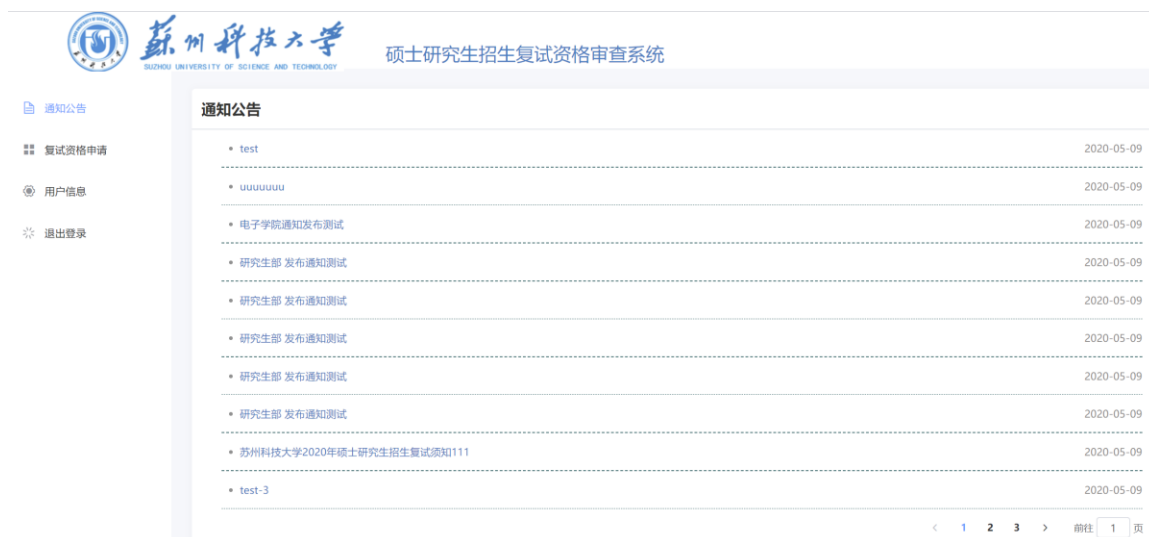 蘇州科技大学
SUZHOU UNIVERSITY OF SCIENCE AND TECHNOLOGY
硕士研究生招生复试资格审查系统
通知公告
复试资格申请
用户信息
退出登录
通知公告
test 2020-05-09
uuuuuuu 2020-05-09
电子学院通知发布测试 2020-05-09
研究生部 发布通知测试 2020-05-09
研究生部 发布通知测试 2020-05-09
研究生部 发布通知测试 2020-05-09
研究生部 发布通知测试 2020-05-09
研究生部 发布通知测试 2020-05-09
苏州科技大学2020年硕士研究生招生复试须知111 2020-05-09
test-3 2020-05-09
< 1 2 3 > 前往 1 页